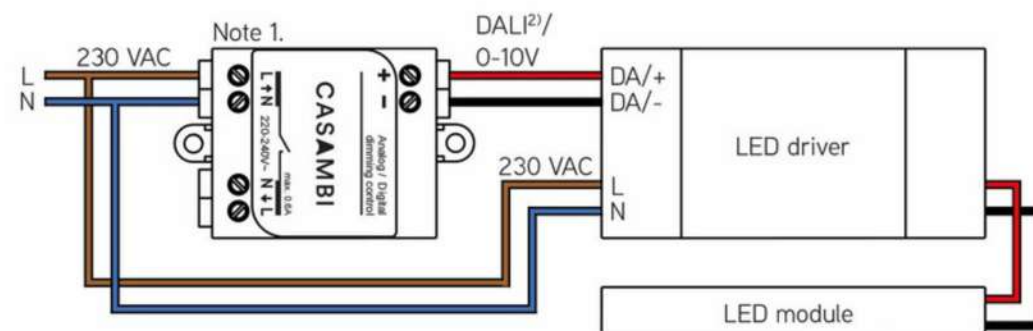 Note 1.
DALI²⁾/
0-10V
L
230 VAC
N
L↑N
220-240V~ N↓L
max. 0.6A
CASAMBI
Analog / Digital
dimming control
+
-
DA/+
DA/-
LED driver
230 VAC
L
N
LED module